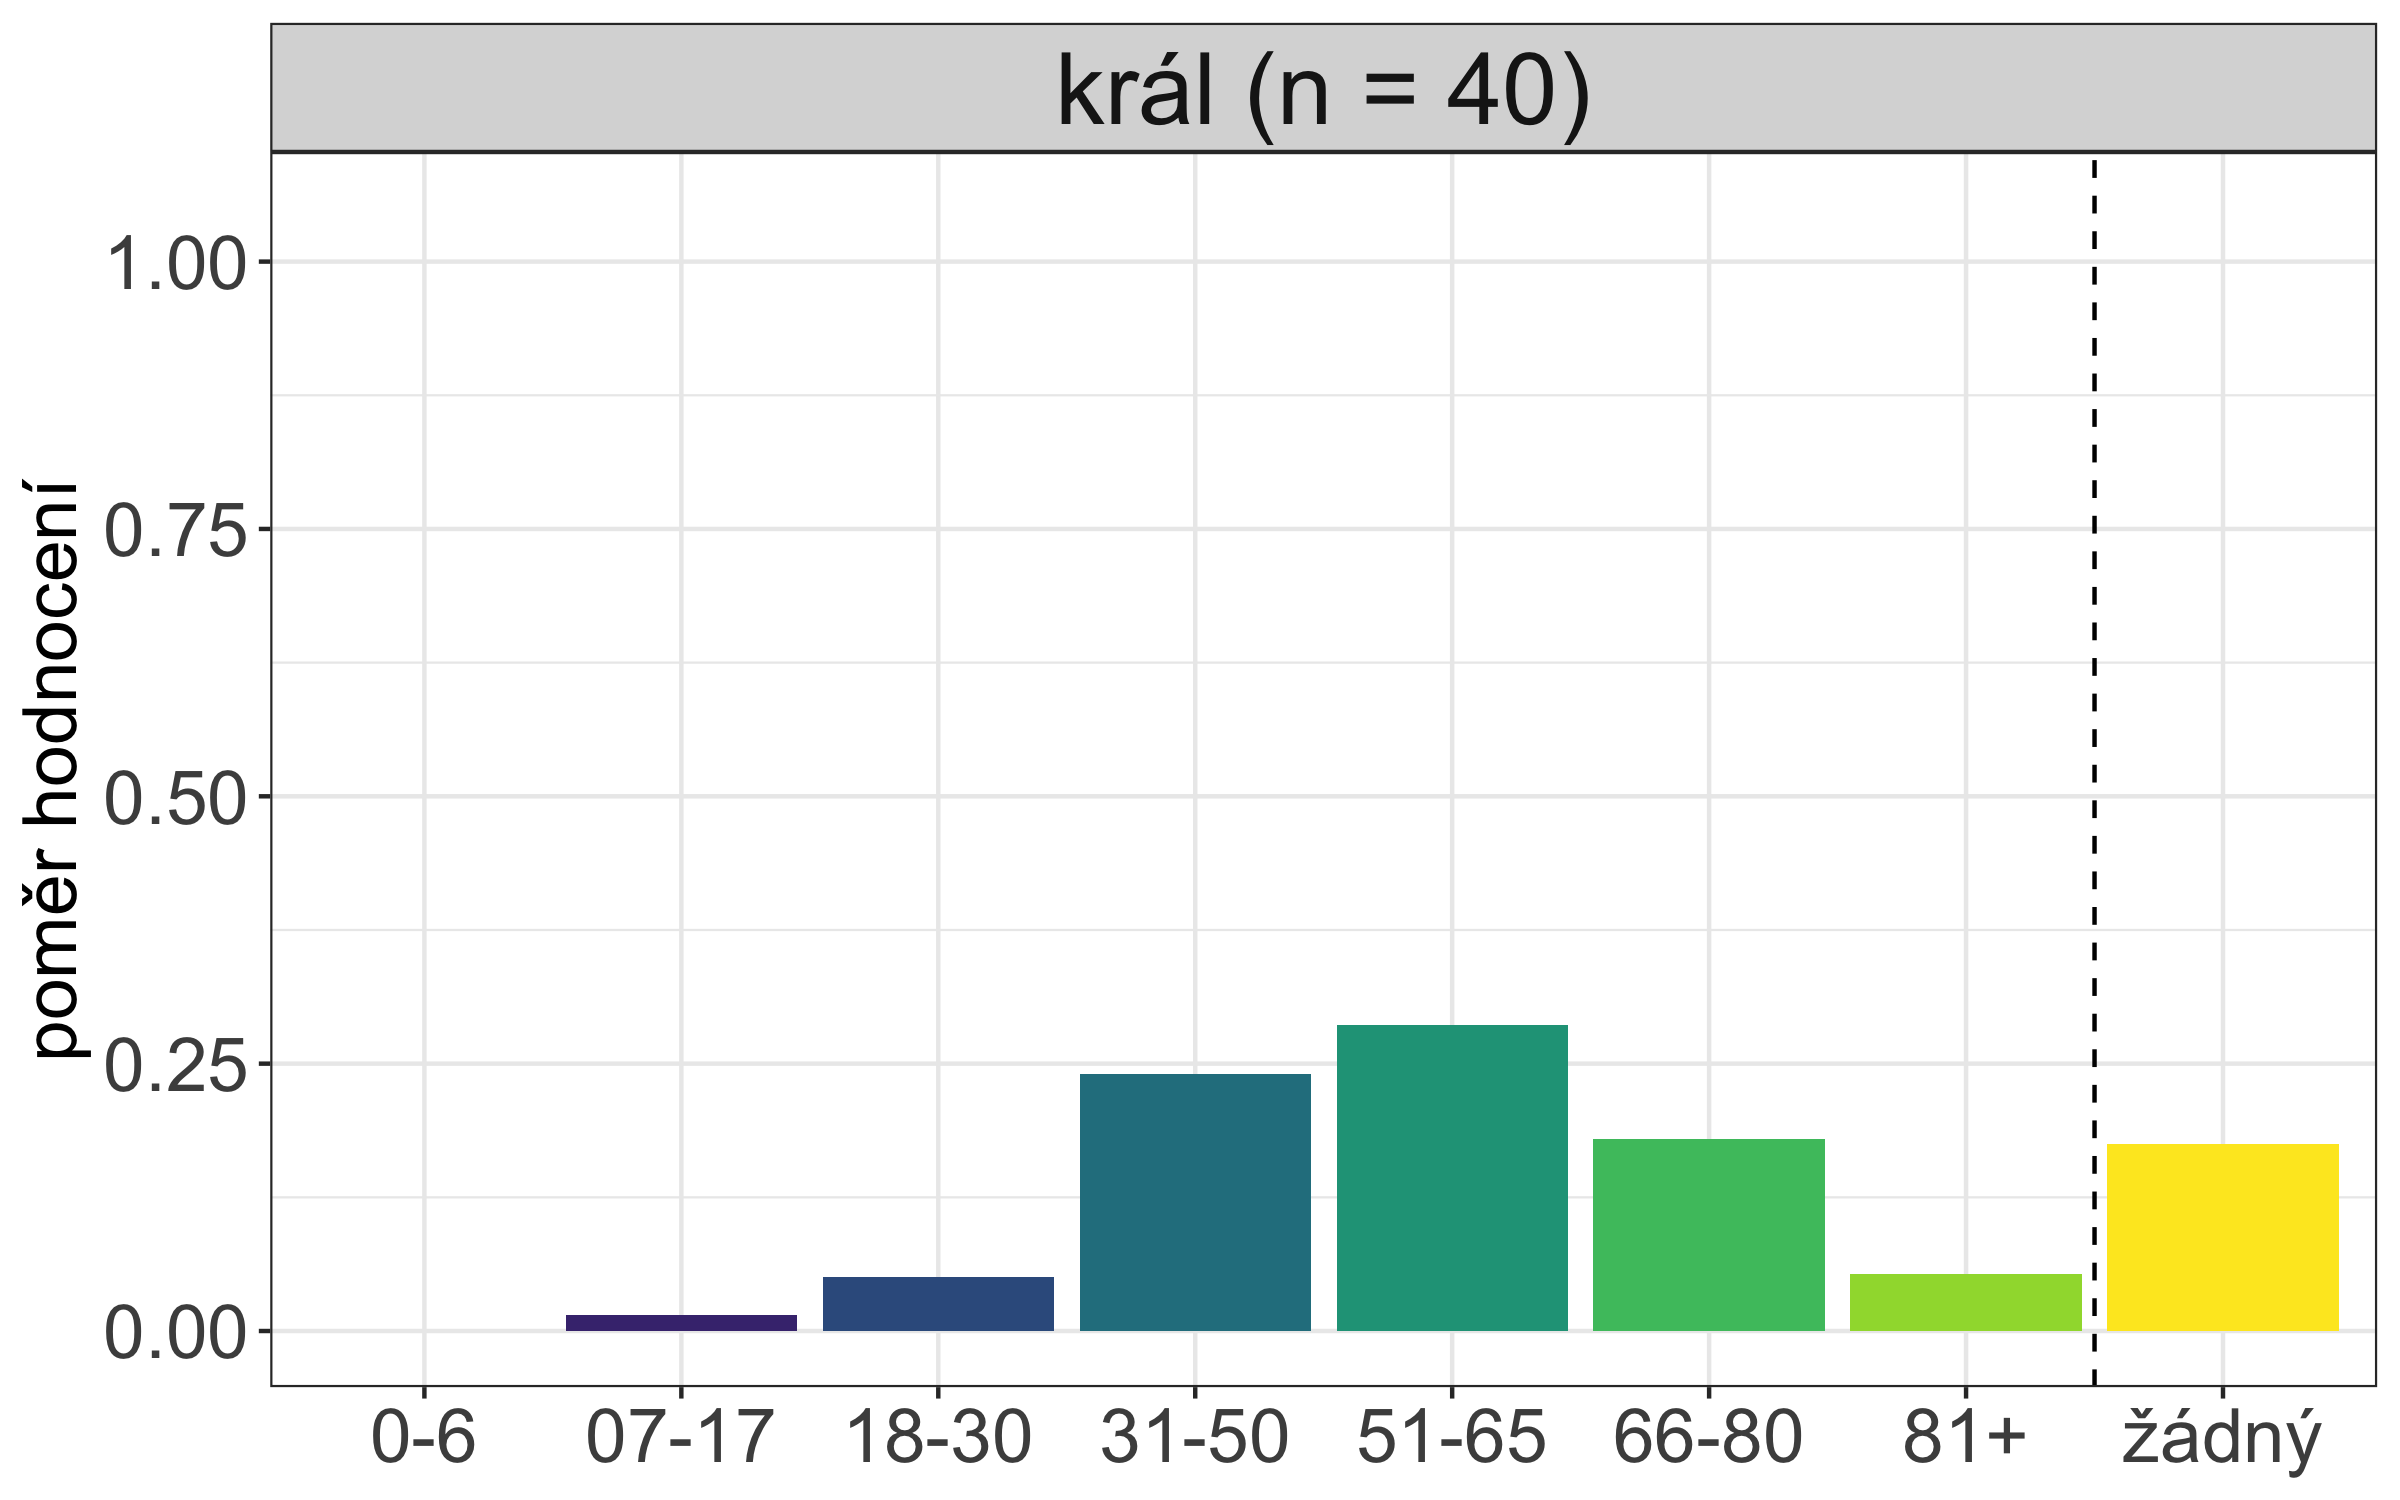 král (n = 40)
poměr hodnocení
1.00
0.75
0.50
0.25
0.00
0-6 07-17 18-30 31-50 51-65 66-80 81+ žádný